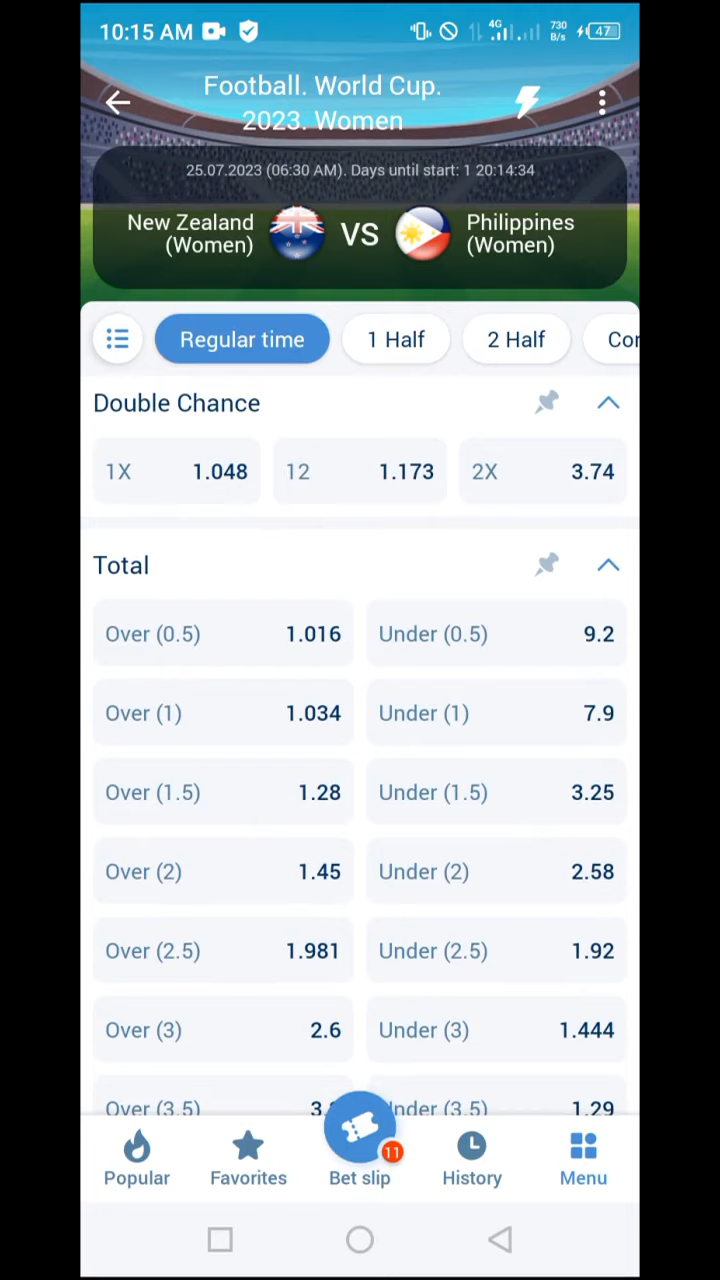 10:15 AM
4G
730
B/s
47
Football. World Cup.
2023. Women
25.07.2023 (06:30 AM). Days until start: 1 20:14:34
New Zealand
(Women)
VS
Philippines
(Women)
Regular time
1 Half
2 Half
Double Chance
1X 1.048
12 1.173
2X 3.74
Total
Over (0.5) 1.016
Under (0.5) 9.2
Over (1) 1.034
Under (1) 7.9
Over (1.5) 1.28
Under (1.5) 3.25
Over (2) 1.45
Under (2) 2.58
Over (2.5) 1.981
Under (2.5) 1.92
Over (3) 2.6
Under (3) 1.444
Over (3.5)
(3.5) 1.29
11
Popular
Favorites
Bet slip
History
Menu